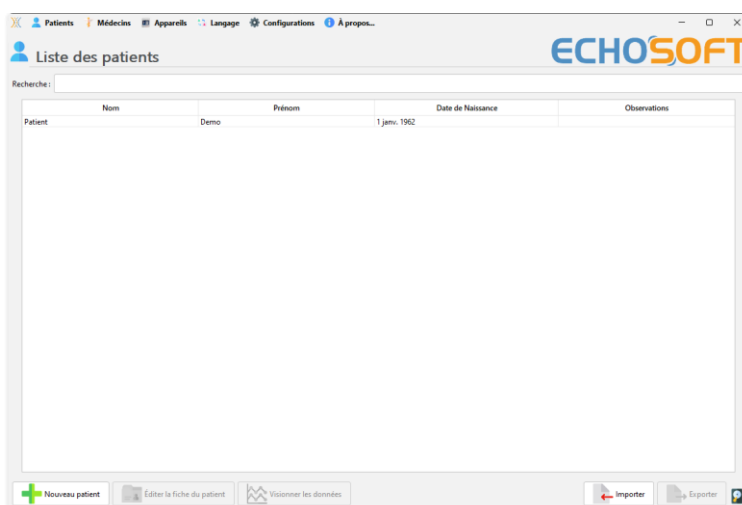 Patients Médecins Appareils Langage Configurations À propos...
Liste des patients
ECHOSOFT
Recherche :
Nom Prénom Date de Naissance Observations
Patient Demo 1 janv. 1962
Nouveau patient Éditer la fiche du patient Visionner les données Importer Exporter